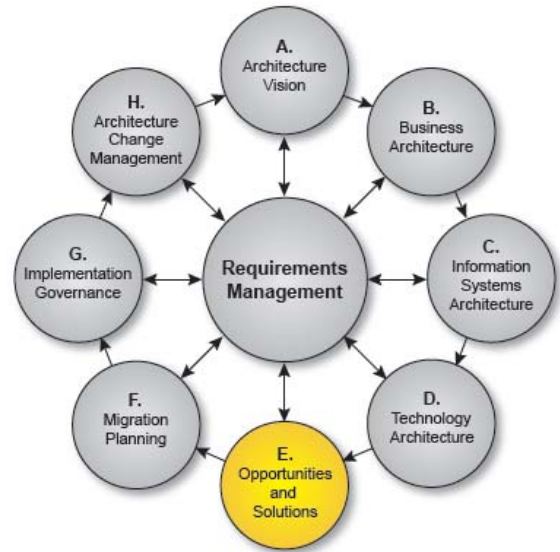 A.
Architecture
Vision
B.
Business
Architecture
C.
Information
Systems
Architecture
D.
Technology
Architecture
E.
Opportunities
and
Solutions
F.
Migration
Planning
G.
Implementation
Governance
H.
Architecture
Change
Management
Requirements
Management